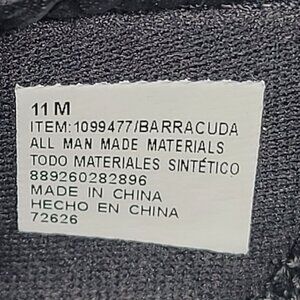 11 M
ITEM:1099477/BARRACUDA
ALL MAN MADE MATERIALS
TODO MATERIALES SINTÉTICO
889260282896
MADE IN CHINA
HECHO EN CHINA
72626